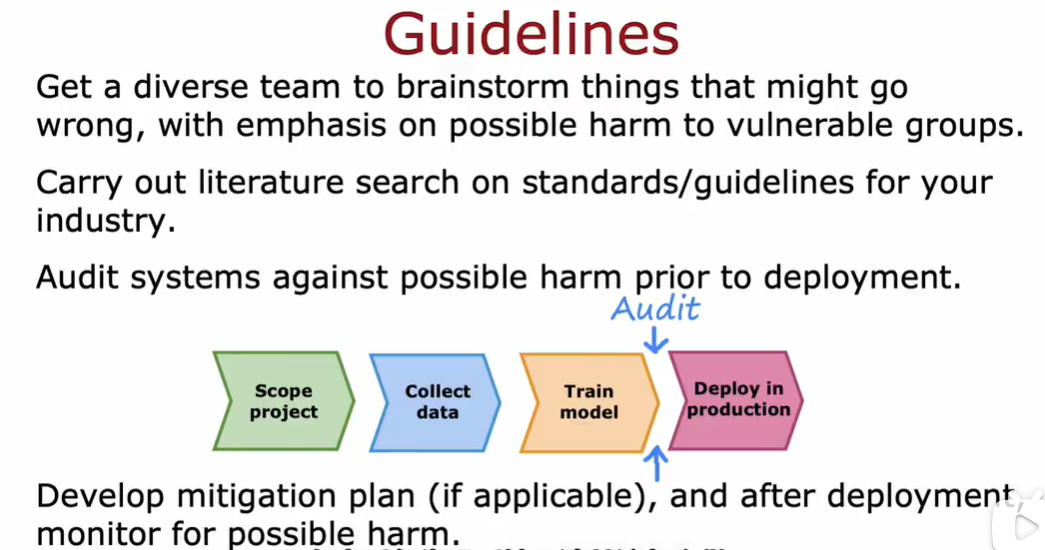 Guidelines
Get a diverse team to brainstorm things that might go
wrong, with emphasis on possible harm to vulnerable groups.
Carry out literature search on standards/guidelines for your
industry.
Audit systems against possible harm prior to deployment.
Audit
Scope
project
Collect
data
Train
model
Deploy in
production
Develop mitigation plan (if applicable), and after deployment,
monitor for possible harm.